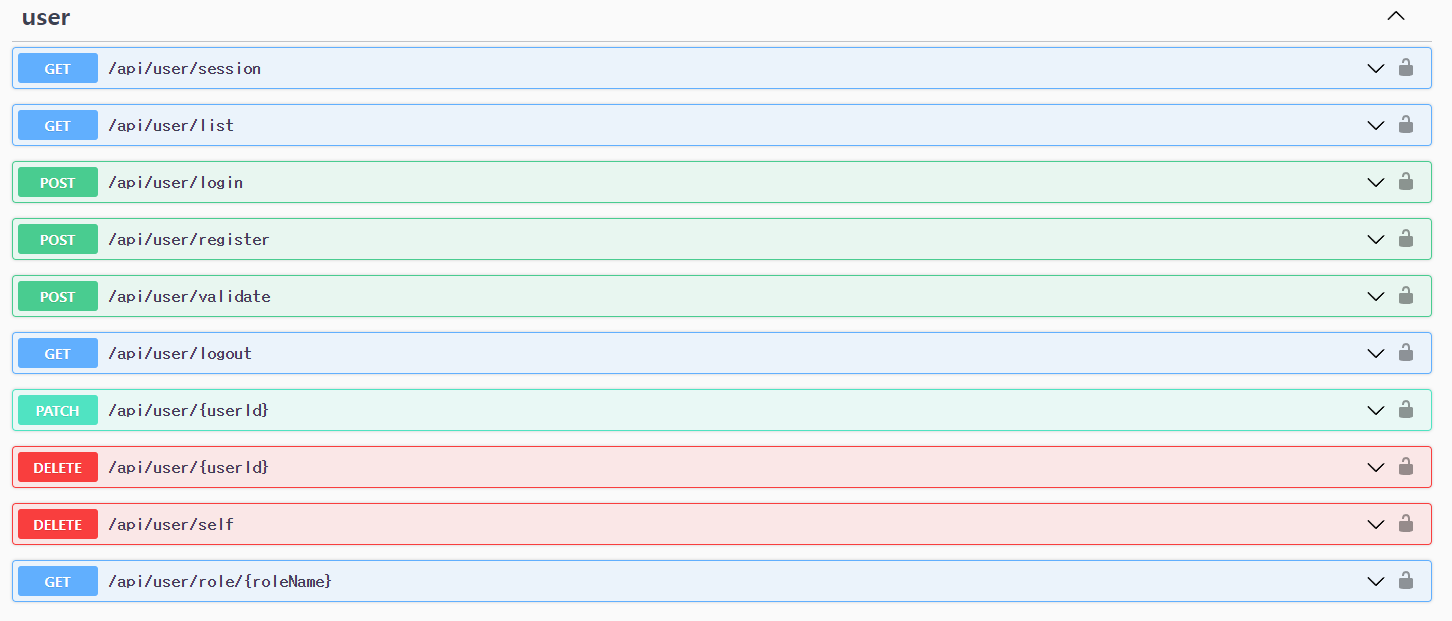 user
GET /api/user/session
GET /api/user/list
POST /api/user/login
POST /api/user/register
POST /api/user/validate
GET /api/user/logout
PATCH /api/user/{userId}
DELETE /api/user/{userId}
DELETE /api/user/self
GET /api/user/role/{roleName}